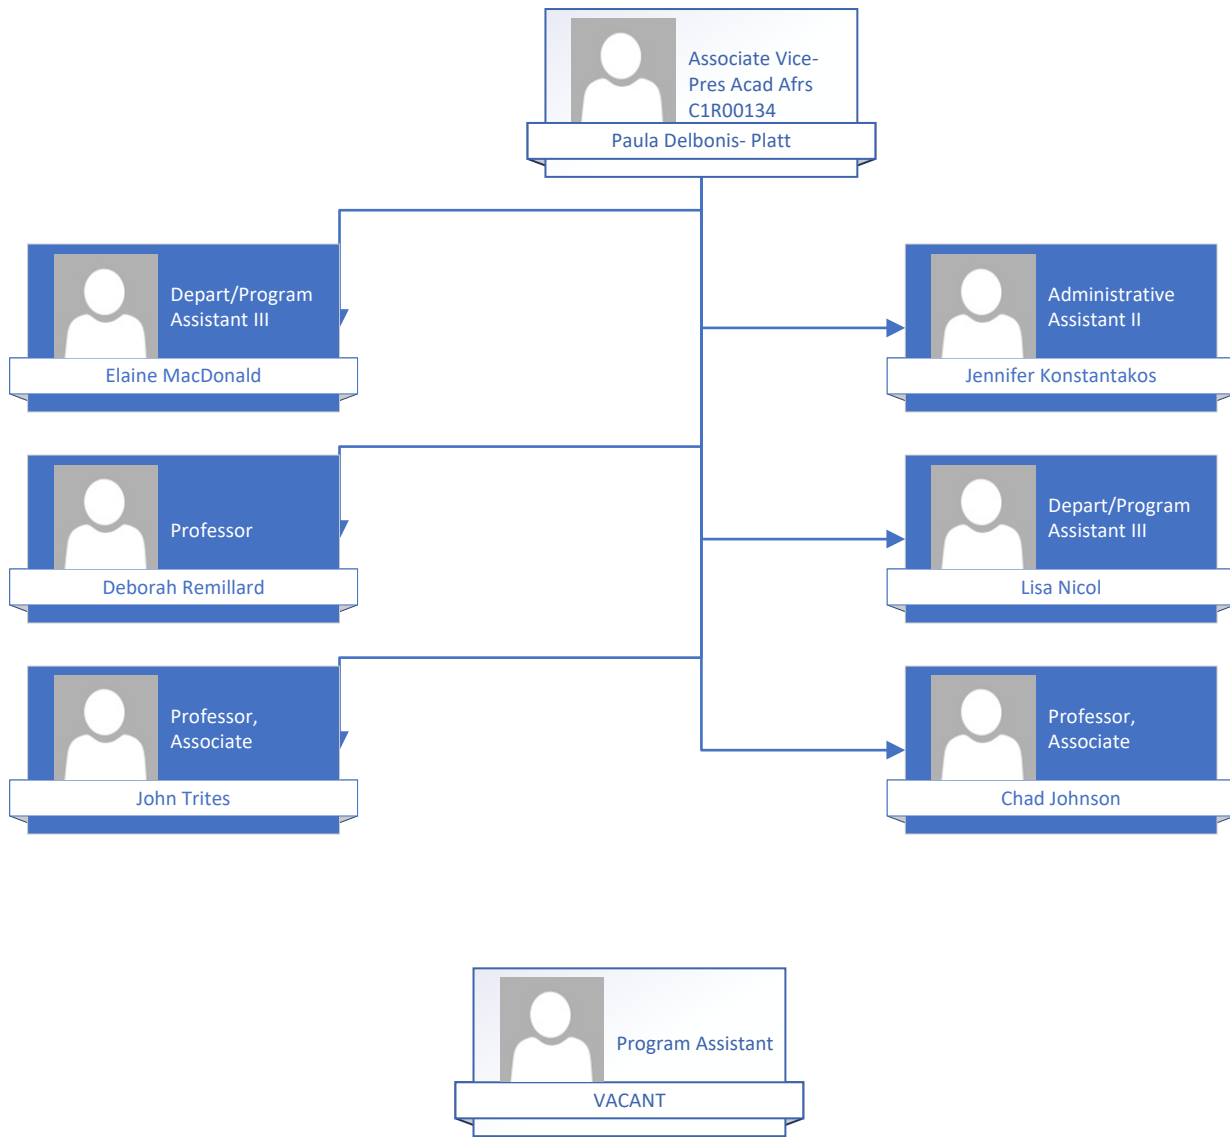 Associate Vice-
Pres Acad Afrs
C1R00134
Paula Delbonis- Platt
Depart/Program
Assistant III
Elaine MacDonald
Administrative
Assistant II
Jennifer Konstantakos
Professor
Deborah Remillard
Depart/Program
Assistant III
Lisa Nicol
Professor,
Associate
John Trites
Professor,
Associate
Chad Johnson
Program Assistant
VACANT